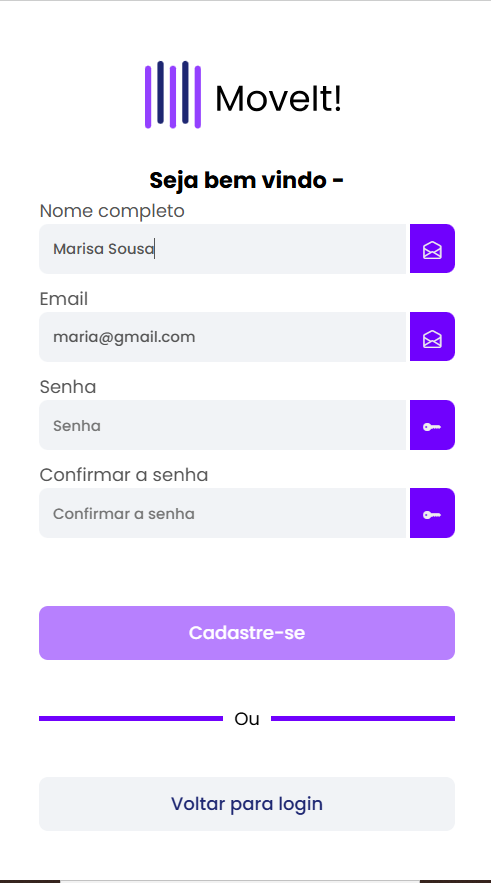 MoveIt!
Seja bem vindo -
Nome completo
Marisa Sousa
Email
maria@gmail.com
Senha
Senha
Confirmar a senha
Confirmar a senha
Cadastre-se
Ou
Voltar para login